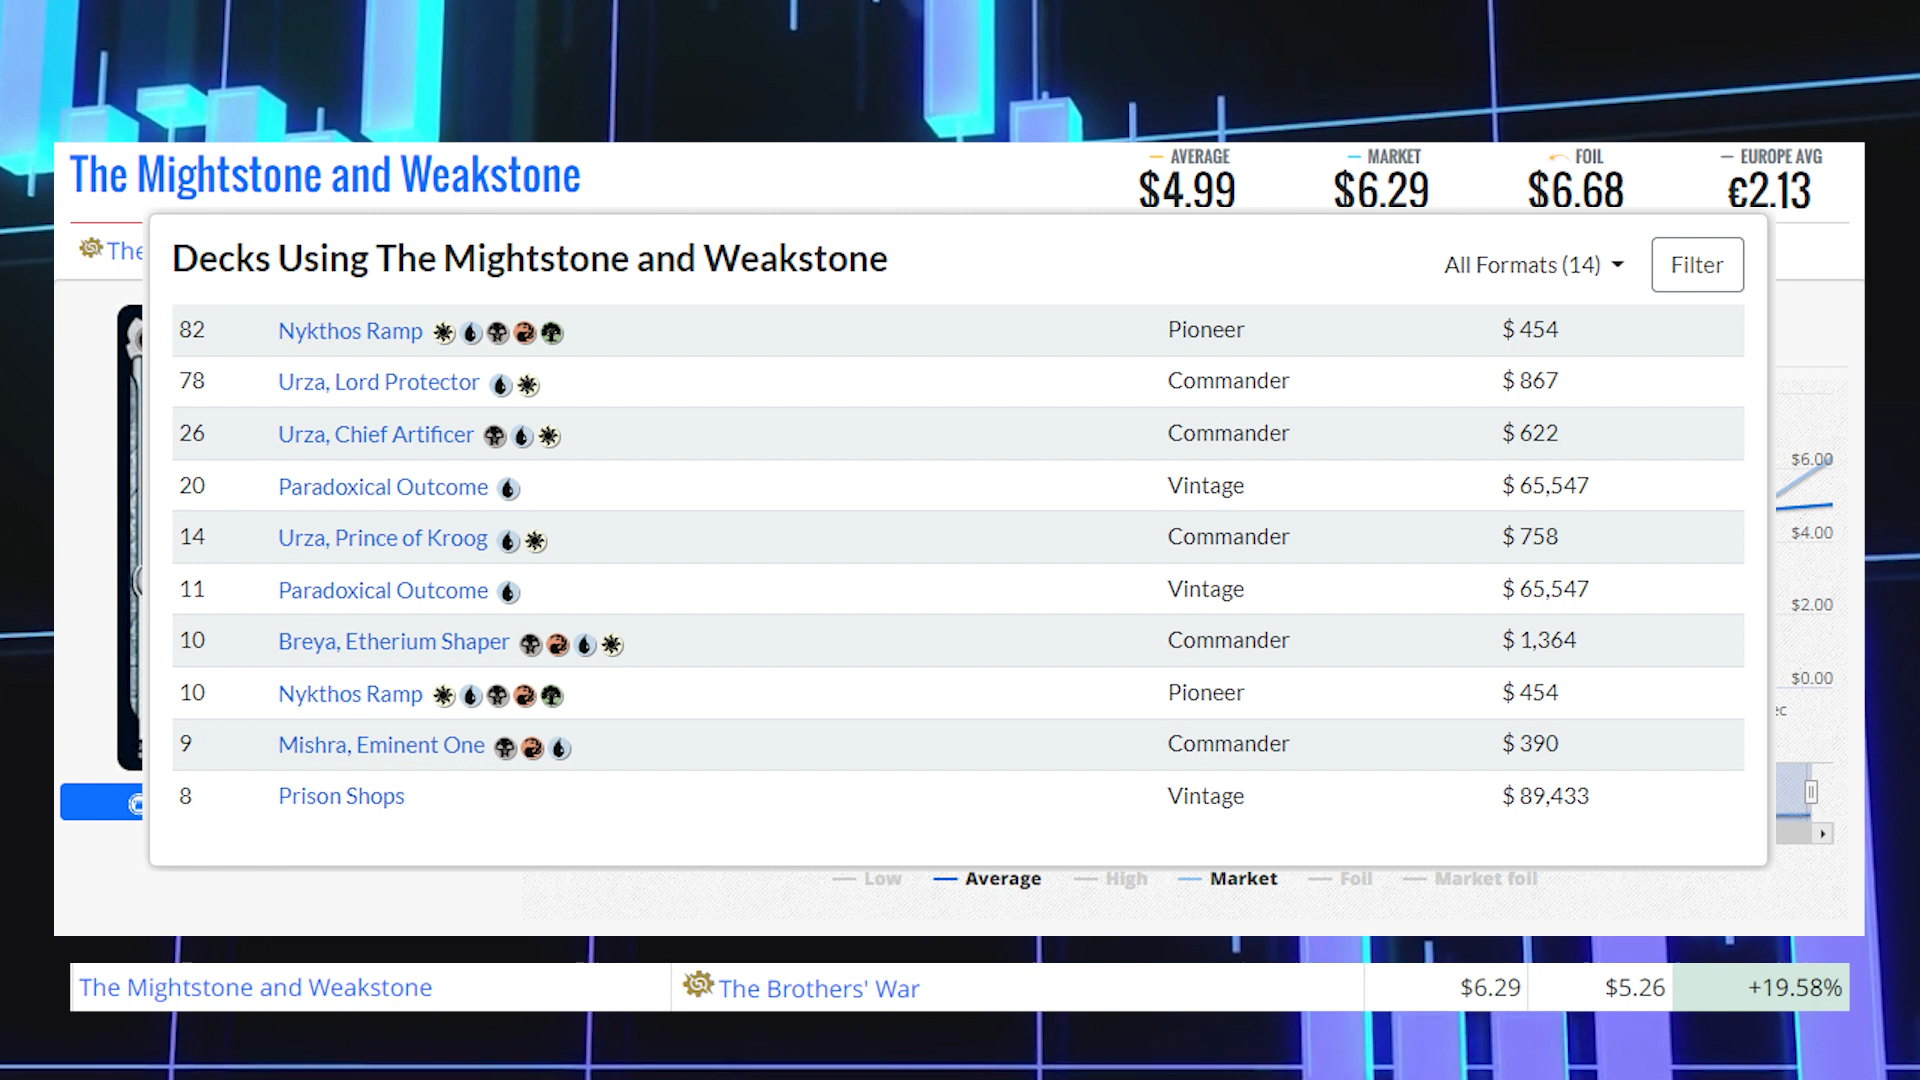 The Mightstone and Weakstone
AVERAGE MARKET FOIL EUROPE AVG
$4.99 $6.29 $6.68 €2.13
The
Decks Using The Mightstone and Weakstone
All Formats (14) Filter
82 Nykthos Ramp Pioneer $ 454
78 Urza, Lord Protector Commander $ 867
26 Urza, Chief Artificer Commander $ 622
20 Paradoxical Outcome Vintage $ 65,547
14 Urza, Prince of Kroog Commander $ 758
11 Paradoxical Outcome Vintage $ 65,547
10 Breya, Etherium Shaper Commander $ 1,364
10 Nykthos Ramp Pioneer $ 454
9 Mishra, Eminent One Commander $ 390
8 Prison Shops Vintage $ 89,433
$6.00
$4.00
$2.00
$0.00
ec
Low Average High Market Foil Market foil
The Mightstone and Weakstone The Brothers' War $6.29 $5.26 +19.58%